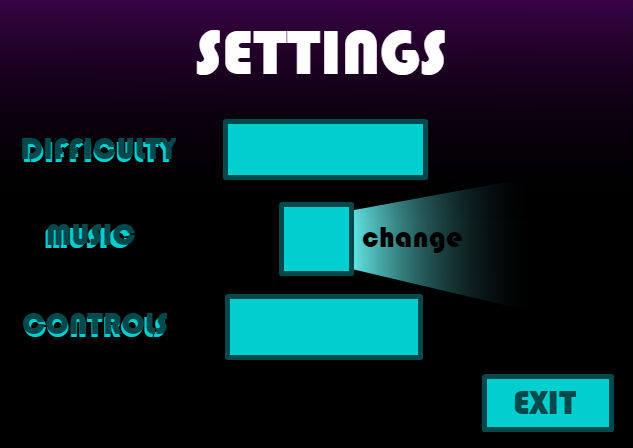 SETTINGS
DIFFICULTY
MUSIC
change
CONTROLS
EXIT